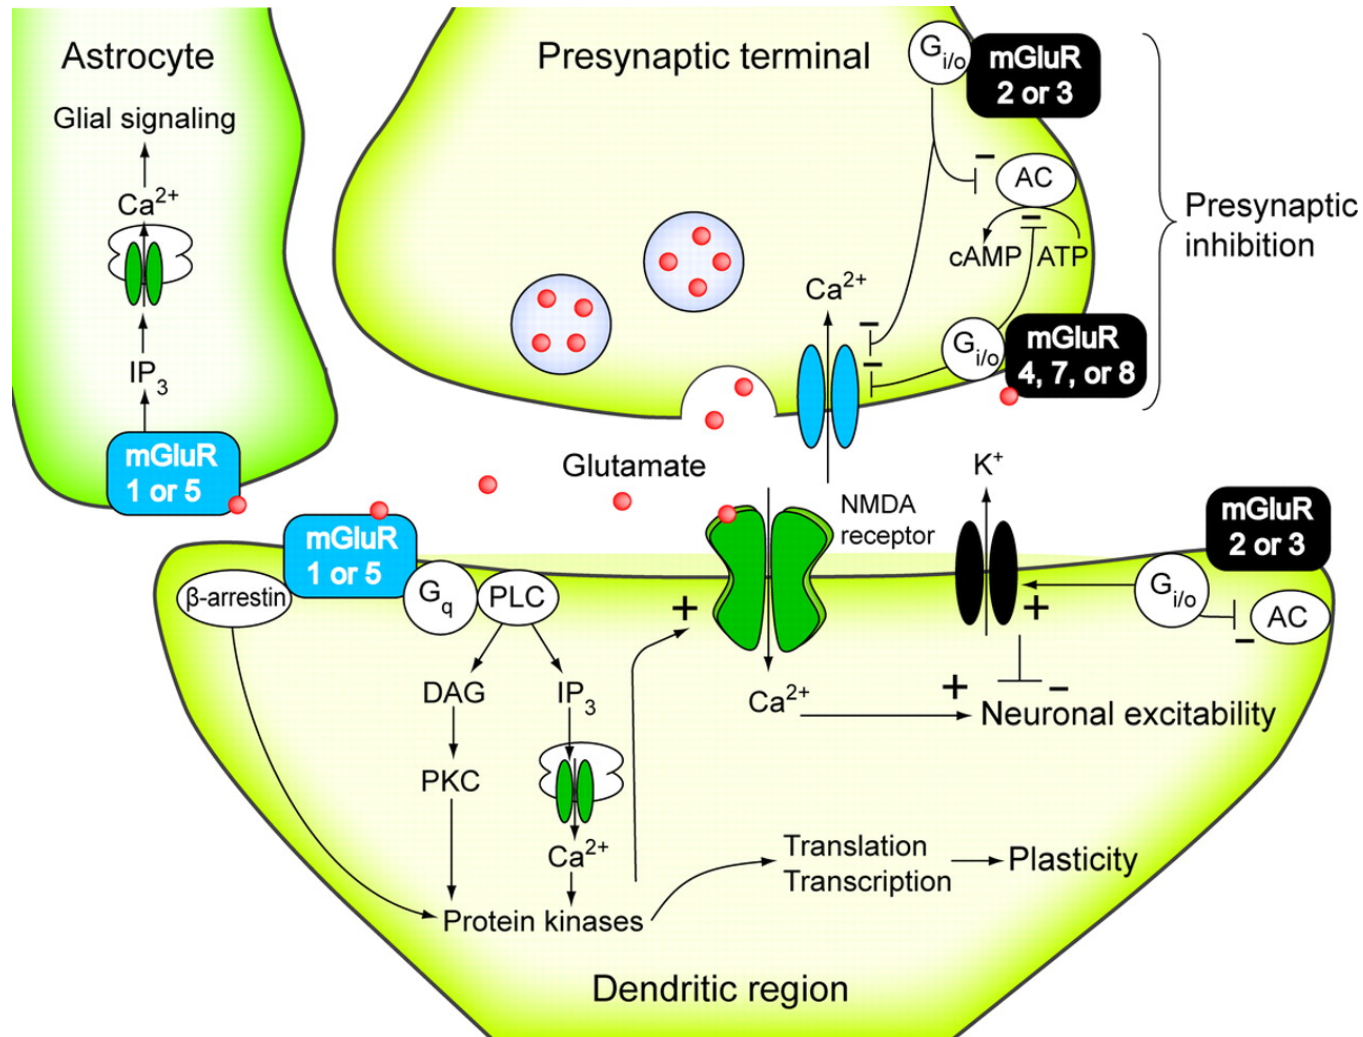 Astrocyte
Glial signaling
Ca2+
IP3
mGluR
1 or 5
Presynaptic terminal
Gi/o
mGluR
2 or 3
−
AC
−
cAMP
ATP
Ca2+
−
−
Gi/o
mGluR
4, 7, or 8
Presynaptic
inhibition
Glutamate
NMDA
receptor
K+
mGluR
2 or 3
mGluR
1 or 5
β-arrestin
Gq
PLC
+
+
Gi/o
−
AC
DAG
IP3
Ca2+
+
−
Neuronal excitability
PKC
Ca2+
Translation
Transcription
Plasticity
Protein kinases
Dendritic region